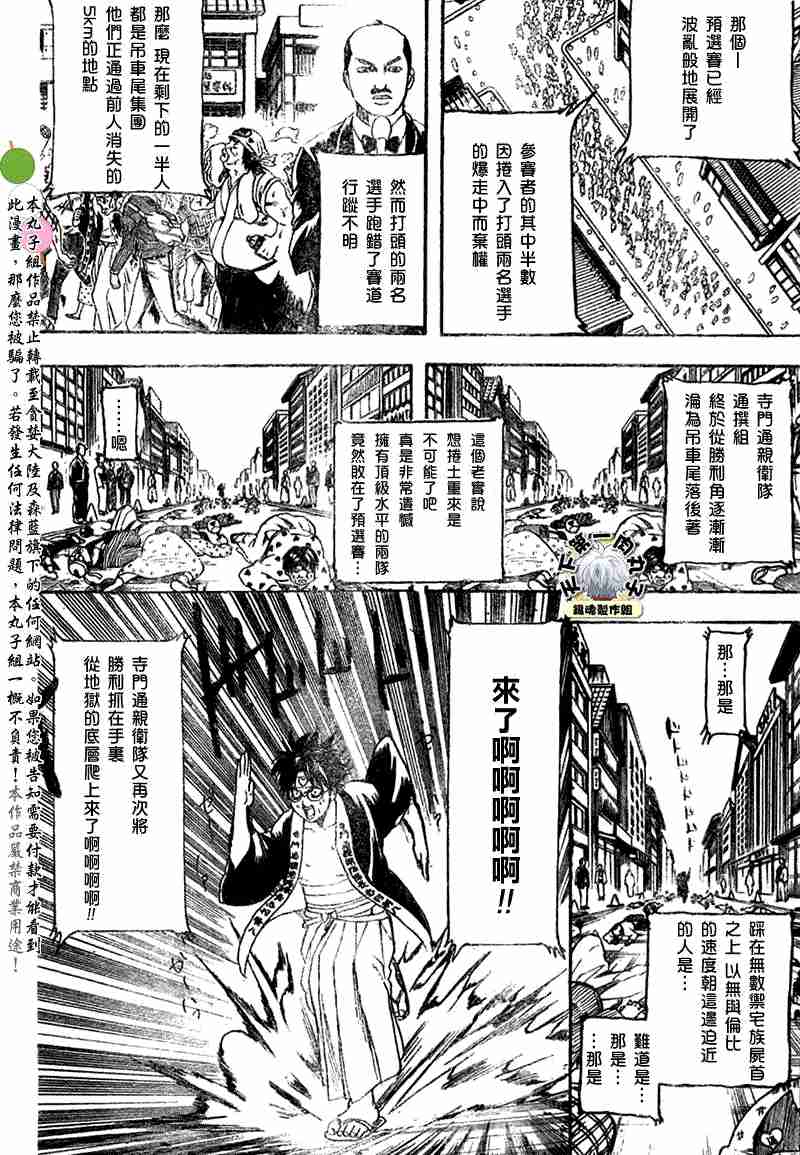 那個—
預選賽已經
波亂般地展開了
參賽者的其中半數
因捲入了打頭兩名選手
的爆走中而棄權
然而打頭的兩名
選手跑錯了賽道
行蹤不明
那麼 現在剩下的一半人
都是吊車尾集團
他們正通過前人消失的
5km的地點
寺門通親衛隊
通撰組
終於從勝利角逐漸漸
淪為吊車尾落後著
這個老實說
想捲土重來是
不可能了吧
真是非常遺憾
擁有頂級水平的兩隊
竟然敗在了預選賽…
……嗯
天下第一的丸子
銀魂製作組
那…那是
踩在無數禦宅族屍首
之上 以無與倫比
的速度朝這邊迫近
的人是…
難道是…
那是…
…那是
來了啊啊啊啊啊!!
寺門通親衛隊又再次將
勝利抓在手裏
從地獄的底層爬上來了啊啊啊啊!!
本丸子組作品禁止轉載至貪婪大陸及森藍旗下的任何網站。如果您被告知需要付款才能看到
此漫畫，那麼您被騙了。若發生任何法律問題，本丸子組一概不負責！本作品嚴禁商業用途！